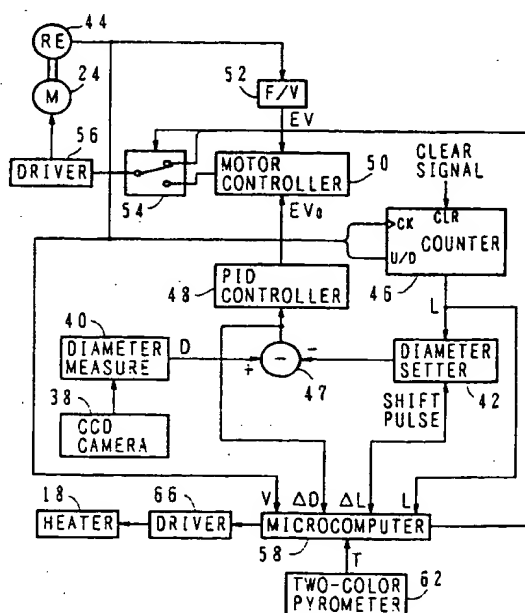 44
RE
24
M
56
DRIVER
52
F/V
EV
54
MOTOR
CONTROLLER
50
EV₀
CLEAR
SIGNAL
CLR
CK
COUNTER
U/D
46
L
PID
CONTROLLER
48
40
DIAMETER
MEASURE
D
+
−
−
47
DIAMETER
SETTER
42
38
CCD
CAMERA
SHIFT
PULSE
V
ΔD
ΔL
L
18
HEATER
66
DRIVER
MICROCOMPUTER
58
T
TWO-COLOR
PYROMETER
62